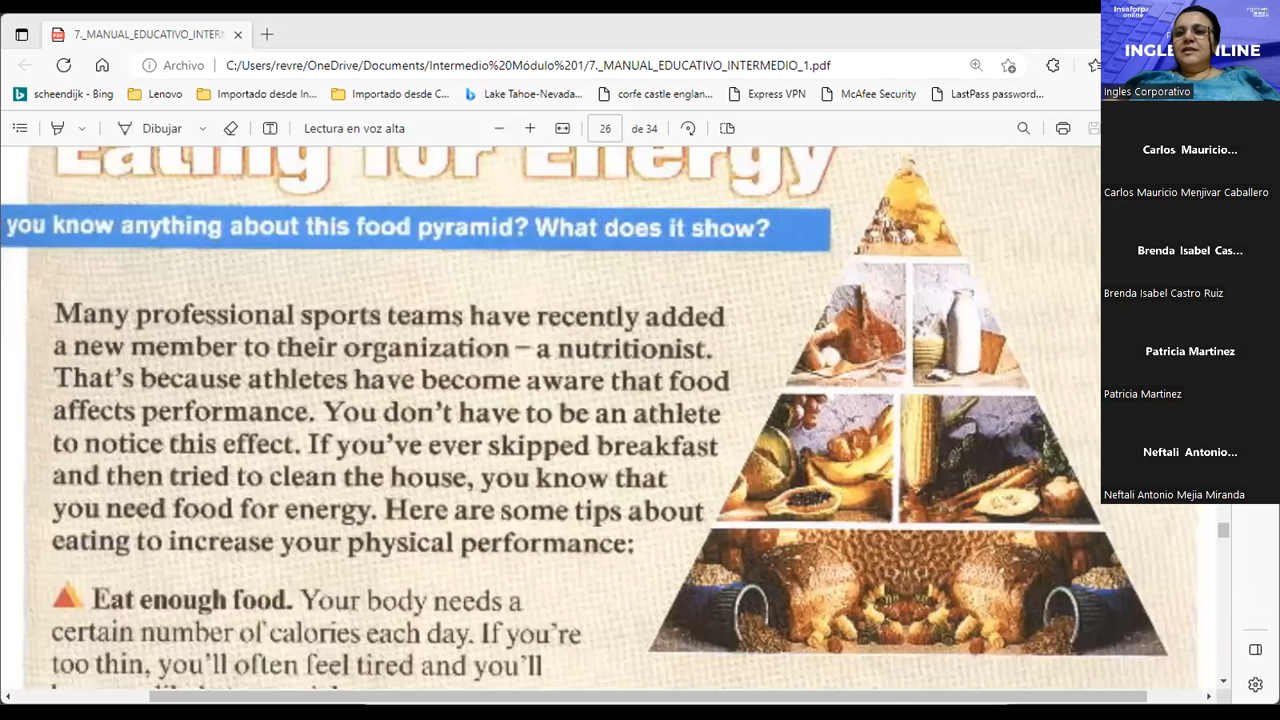 7._MANUAL_EDUCATIVO_INTERM
Archivo
C:/Users/revre/OneDrive/Documents/Intermedio%20Modulo%201/7._MANUAL_EDUCATIVO_INTERMEDIO_1.pdf
scheendijk - Bing
Lenovo
Importado desde In...
Importado desde C...
Lake Tahoe-Nevada...
corfe castle englan...
Express VPN
McAfee Security
LastPass password...
Dibujar
Lectura en voz alta
26
de 34
Eating for Energy
you know anything about this food pyramid? What does it show?
Many professional sports teams have recently added
a new member to their organization – a nutritionist.
That's because athletes have become aware that food
affects performance. You don't have to be an athlete
to notice this effect. If you've ever skipped breakfast
and then tried to clean the house, you know that
you need food for energy. Here are some tips about
eating to increase your physical performance:
Eat enough food. Your body needs a
certain number of calories each day. If you're
too thin, you'll often feel tired and you'll
Insaforp
online
INGLE ONLINE
Ingles Corporativo
Carlos Mauricio...
Carlos Mauricio Menjivar Caballero
Brenda Isabel Cas...
Brenda Isabel Castro Ruiz
Patricia Martinez
Patricia Martinez
Neftali Antonio...
Neftali Antonio Mejia Miranda